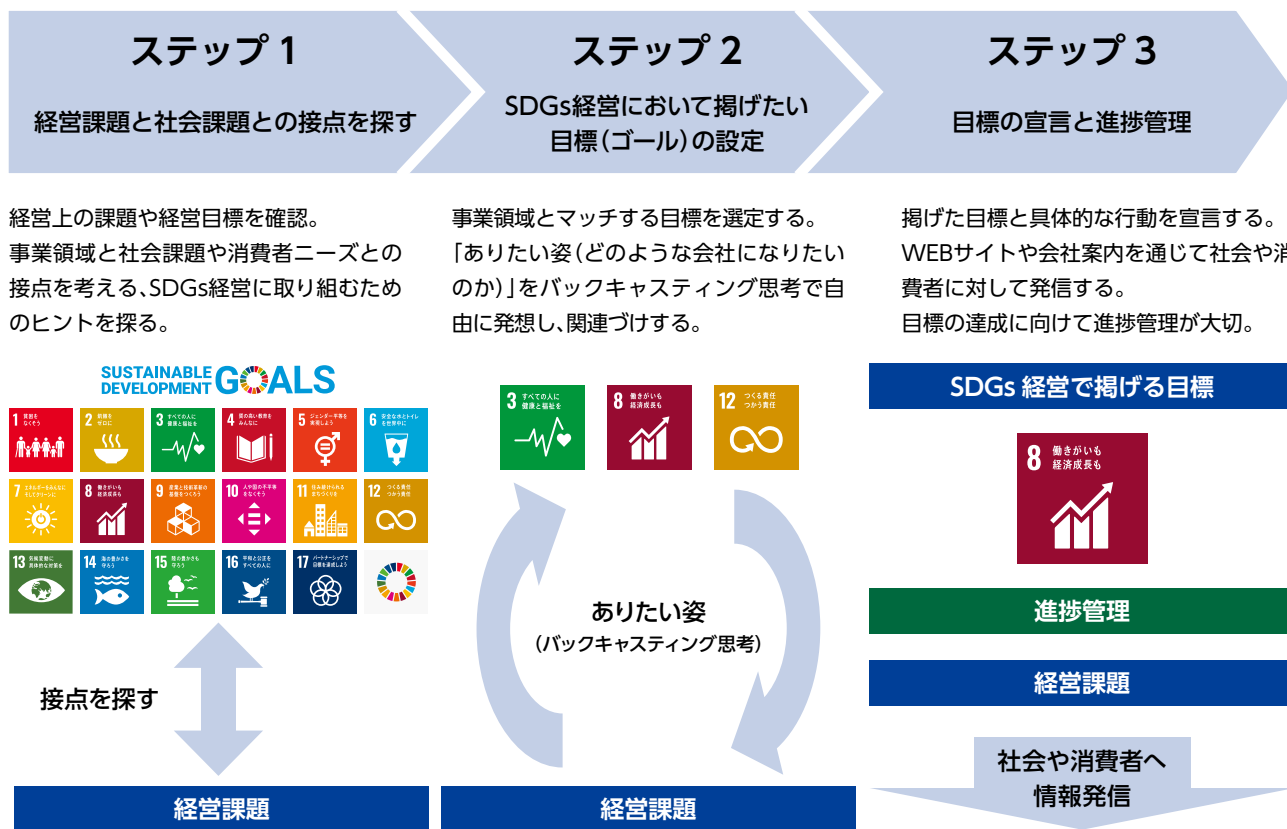 ステップ 1
経営課題と社会課題との接点を探す
ステップ 2
SDGs経営において掲げたい
目標(ゴール)の設定
ステップ 3
目標の宣言と進捗管理
経営上の課題や経営目標を確認。
事業領域と社会課題や消費者ニーズとの
接点を考える、SDGs経営に取り組むため
のヒントを探る。
事業領域とマッチする目標を選定する。
「ありたい姿(どのような会社になりたい
のか)」をバックキャスティング思考で自
由に発想し、関連づけする。
掲げた目標と具体的な行動を宣言する。
WEBサイトや会社案内を通じて社会や消
費者に対して発信する。
目標の達成に向けて進捗管理が大切。
SUSTAINABLE
DEVELOPMENT GOALS
1 貧困を
なくそう
2 飢餓を
ゼロに
3 すべての人に
健康と福祉を
4 質の高い教育を
みんなに
5 ジェンダー平等を
実現しよう
6 安全な水とトイレ
を世界中に
7 エネルギーをみんなに
そしてクリーンに
8 働きがいも
経済成長も
9 産業と技術革新の
基盤をつくろう
10 人や国の不平等
をなくそう
11 住み続けられる
まちづくりを
12 つくる責任
つかう責任
13 気候変動に
具体的な対策を
14 海の豊かさを
守ろう
15 陸の豊かさも
守ろう
16 平和と公正を
すべての人に
17 パートナーシップで
目標を達成しよう
接点を探す
経営課題
3 すべての人に
健康と福祉を
8 働きがいも
経済成長も
12 つくる責任
つかう責任
ありたい姿
(バックキャスティング思考)
経営課題
SDGs 経営で掲げる目標
8 働きがいも
経済成長も
進捗管理
経営課題
社会や消費者へ
情報発信